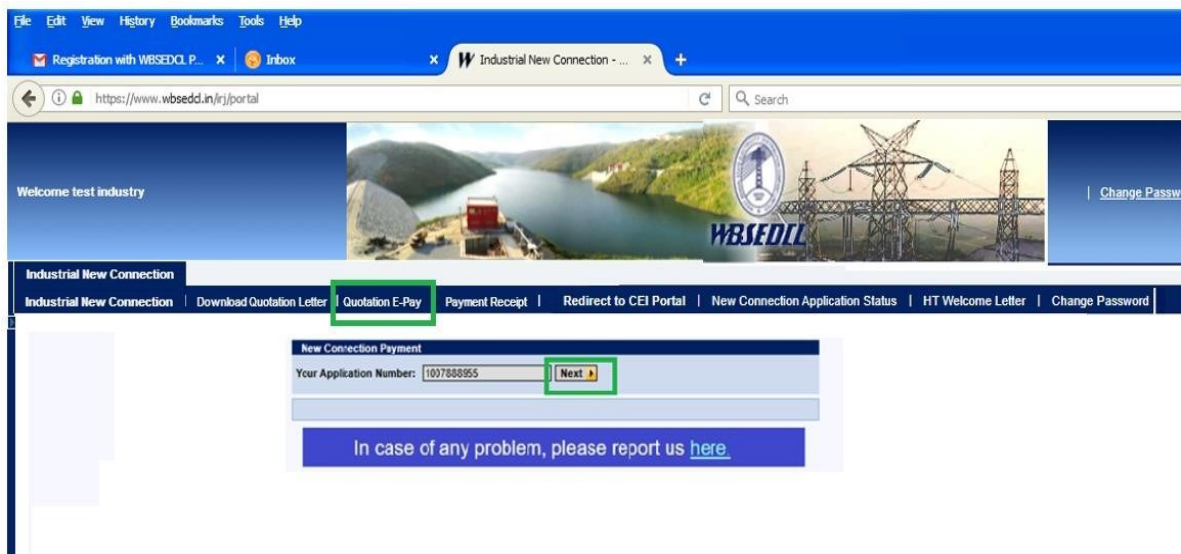 File Edit View History Bookmarks Tools Help
Registration with WBSEDCL P... × Inbox × W Industrial New Connection - ... × +
https://www.wbsedcl.in/irj/portal Search
Welcome test industry
WBSEDCL
| Change Passw
Industrial New Connection
Industrial New Connection | Download Quotation Letter | Quotation E-Pay Payment Receipt | Redirect to CEI Portal | New Connection Application Status | HT Welcome Letter | Change Password
New Connection Payment
Your Application Number: 1007888955 Next
In case of any problem, please report us here.